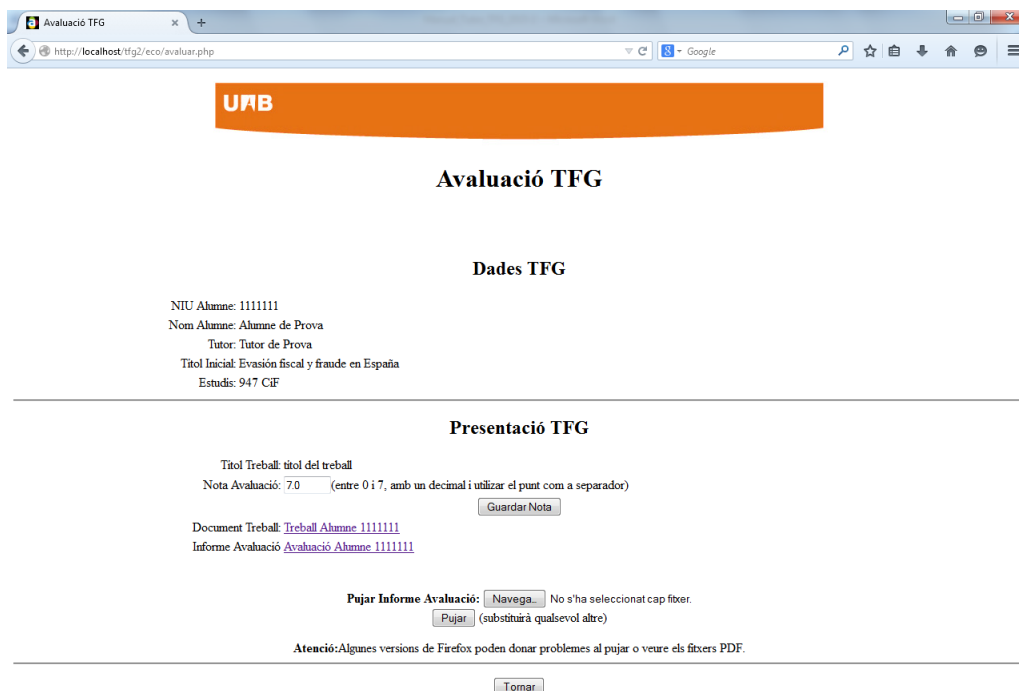 Avaluació TFG
http://localhost/tfg2/eco/avaluar.php
Google
UAB
Avaluació TFG
Dades TFG
NIU Alumne: 1111111
Nom Alumne: Alumne de Prova
Tutor: Tutor de Prova
Titol Inicial: Evasión fiscal y fraude en España
Estudis: 947 CiF
Presentació TFG
Titol Treball: titol del treball
Nota Avaluació: 7.0 (entre 0 i 7, amb un decimal i utilizar el punt com a separador)
Guardar Nota
Document Treball: Treball Alumne 1111111
Informe Avaluació Avaluació Alumne 1111111
Pujar Informe Avaluació: Navega... No s'ha seleccionat cap fitxer.
Pujar (substituirà qualsevol altre)
Atenció:Algunes versions de Firefox poden donar problemes al pujar o veure els fitxers PDF.
Tornar